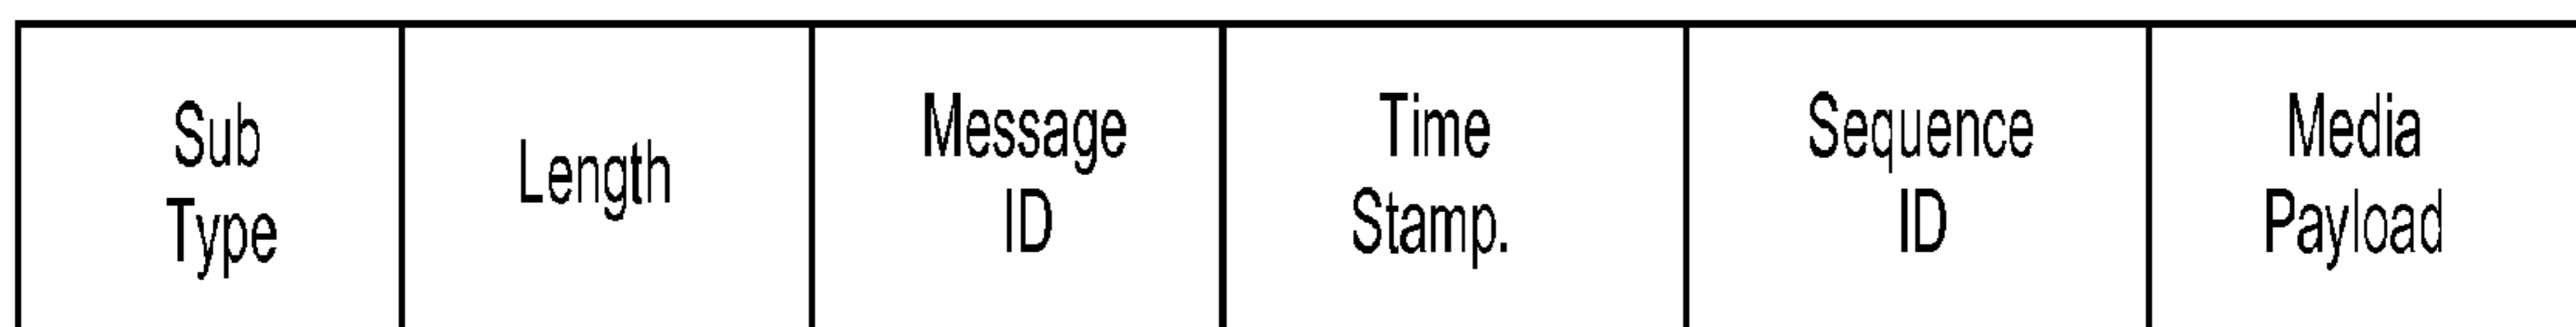 Sub
Type
Length
Message
ID
Time
Stamp.
Sequence
ID
Media
Payload